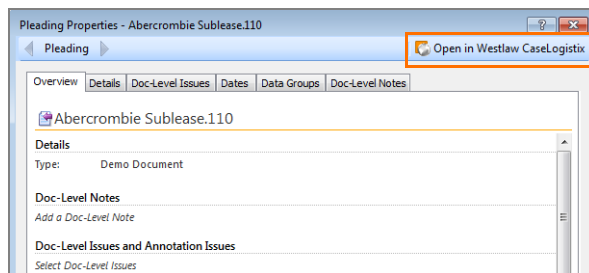 Pleading Properties - Abercrombie Sublease.110
Pleading
Open in Westlaw CaseLogistix
Overview Details Doc-Level Issues Dates Data Groups Doc-Level Notes
Abercrombie Sublease.110
Details
Type: Demo Document
Doc-Level Notes
Add a Doc-Level Note
Doc-Level Issues and Annotation Issues
Select Doc-Level Issues